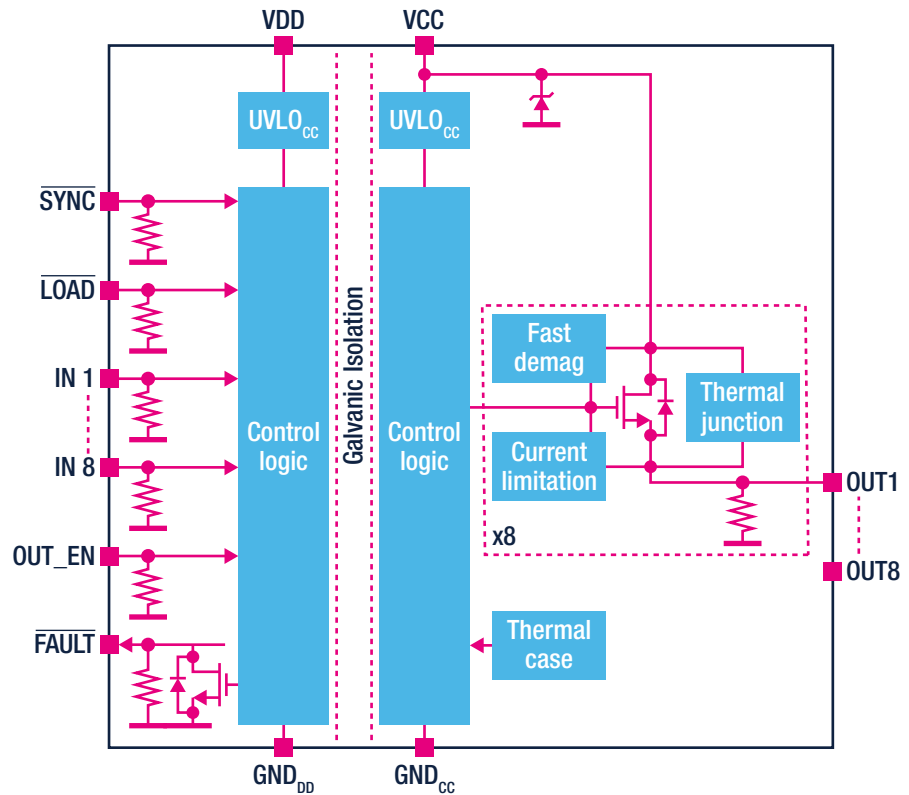 VDD
VCC
UVLOCC
UVLOCC
SYNC
LOAD
IN 1
IN 8
OUT_EN
FAULT
Control
logic
Galvanic Isolation
Control
logic
Fast
demag
Thermal
junction
Current
limitation
x8
OUT1
OUT8
Thermal
case
GNDDD
GNDCC